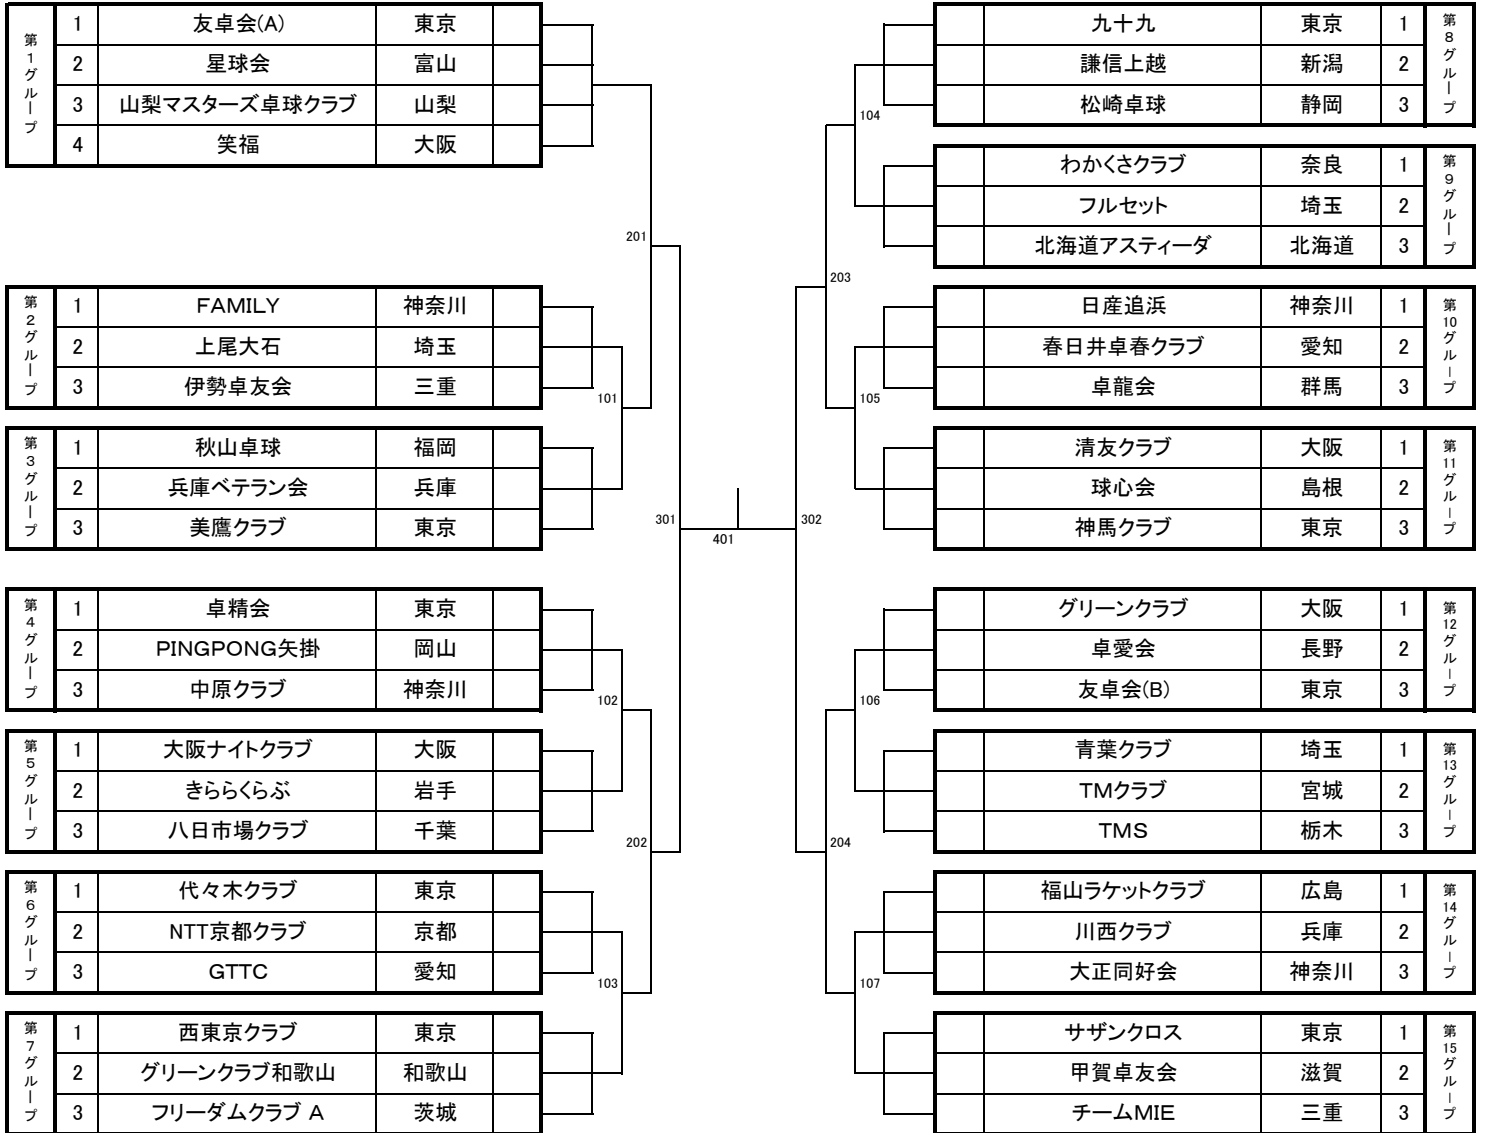 第1グループ
1 友卓会(A) 東京
2 星球会 富山
3 山梨マスターズ卓球クラブ 山梨
4 笑福 大阪
第2グループ
1 FAMILY 神奈川
2 上尾大石 埼玉
3 伊勢卓友会 三重
第3グループ
1 秋山卓球 福岡
2 兵庫ベテラン会 兵庫
3 美鷹クラブ 東京
第4グループ
1 卓精会 東京
2 PINGPONG矢掛 岡山
3 中原クラブ 神奈川
第5グループ
1 大阪ナイトクラブ 大阪
2 きららくらぶ 岩手
3 八日市場クラブ 千葉
第6グループ
1 代々木クラブ 東京
2 NTT京都クラブ 京都
3 GTTC 愛知
第7グループ
1 西東京クラブ 東京
2 グリーンクラブ和歌山 和歌山
3 フリーダムクラブ A 茨城
201
101
301
102
202
103
401
104
203
105
302
106
204
107
九十九 東京 1
謙信上越 新潟 2
松崎卓球 静岡 3
第8グループ
わかくさクラブ 奈良 1
フルセット 埼玉 2
北海道アスティーダ 北海道 3
第9グループ
日産追浜 神奈川 1
春日井卓春クラブ 愛知 2
卓龍会 群馬 3
第10グループ
清友クラブ 大阪 1
球心会 島根 2
神馬クラブ 東京 3
第11グループ
グリーンクラブ 大阪 1
卓愛会 長野 2
友卓会(B) 東京 3
第12グループ
青葉クラブ 埼玉 1
TMクラブ 宮城 2
TMS 栃木 3
第13グループ
福山ラケットクラブ 広島 1
川西クラブ 兵庫 2
大正同好会 神奈川 3
第14グループ
サザンクロス 東京 1
甲賀卓友会 滋賀 2
チームMIE 三重 3
第15グループ